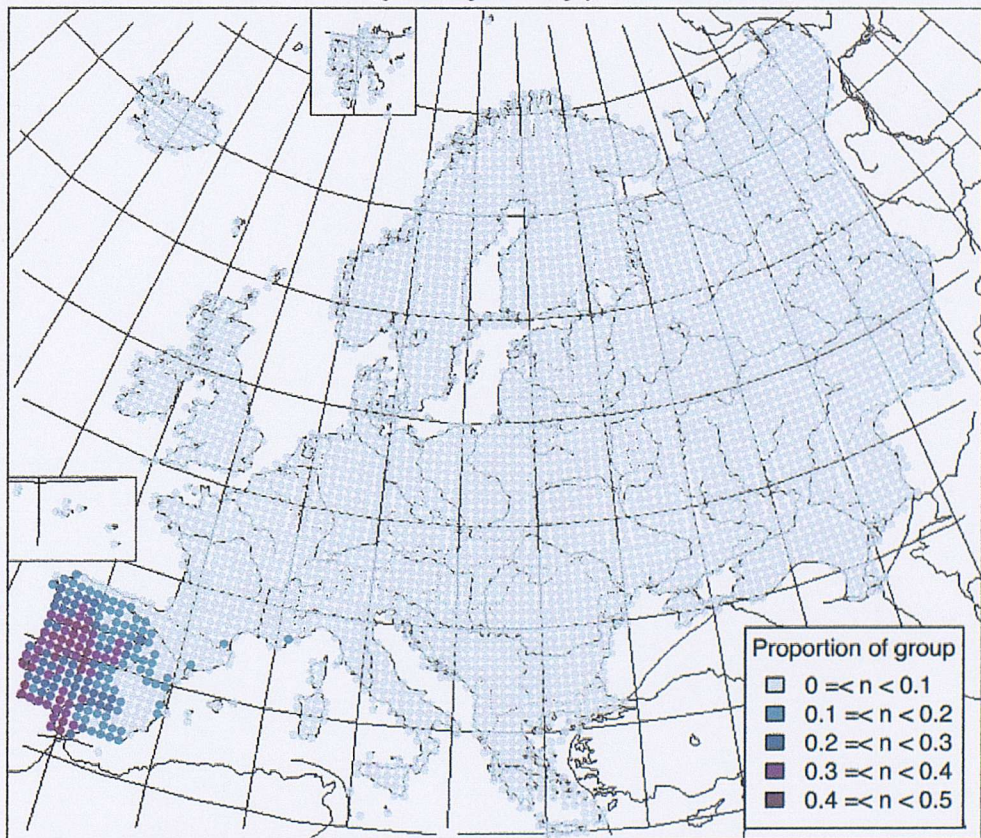 Proportion of group
0 =< n < 0.1
0.1 =< n < 0.2
0.2 =< n < 0.3
0.3 =< n < 0.4
0.4 =< n < 0.5